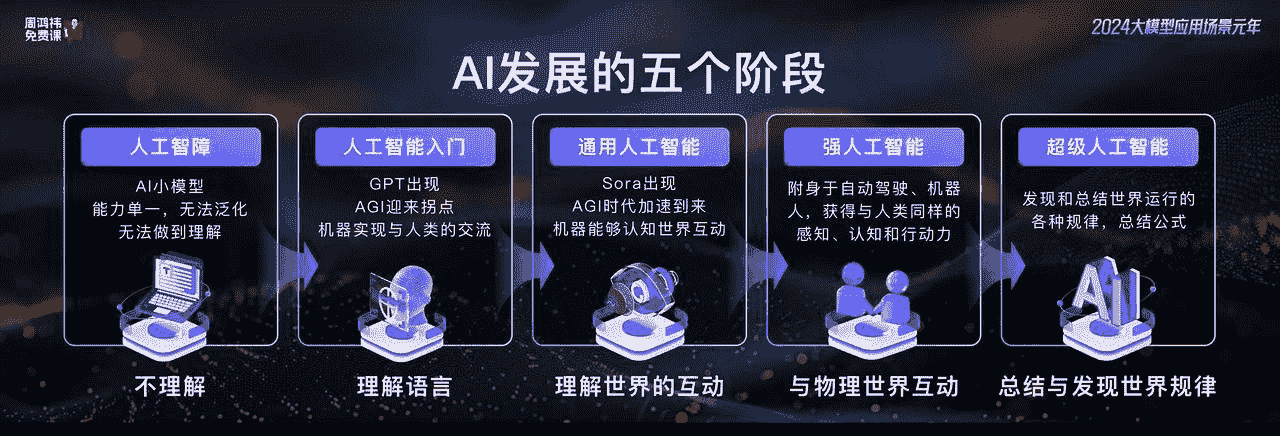 周鸿祎
免费课
2024大模型应用场景元年
AI发展的五个阶段
人工智障
AI小模型
能力单一，无法泛化
无法做到理解
不理解
人工智能入门
GPT出现
AGI迎来拐点
机器实现与人类的交流
理解语言
通用人工智能
Sora出现
AGI时代加速到来
机器能够认知世界互动
理解世界的互动
强人工智能
附身于自动驾驶、机器
人，获得与人类同样的
感知、认知和行动力
与物理世界互动
超级人工智能
发现和总结世界运行的
各种规律，总结公式
AI
总结与发现世界规律